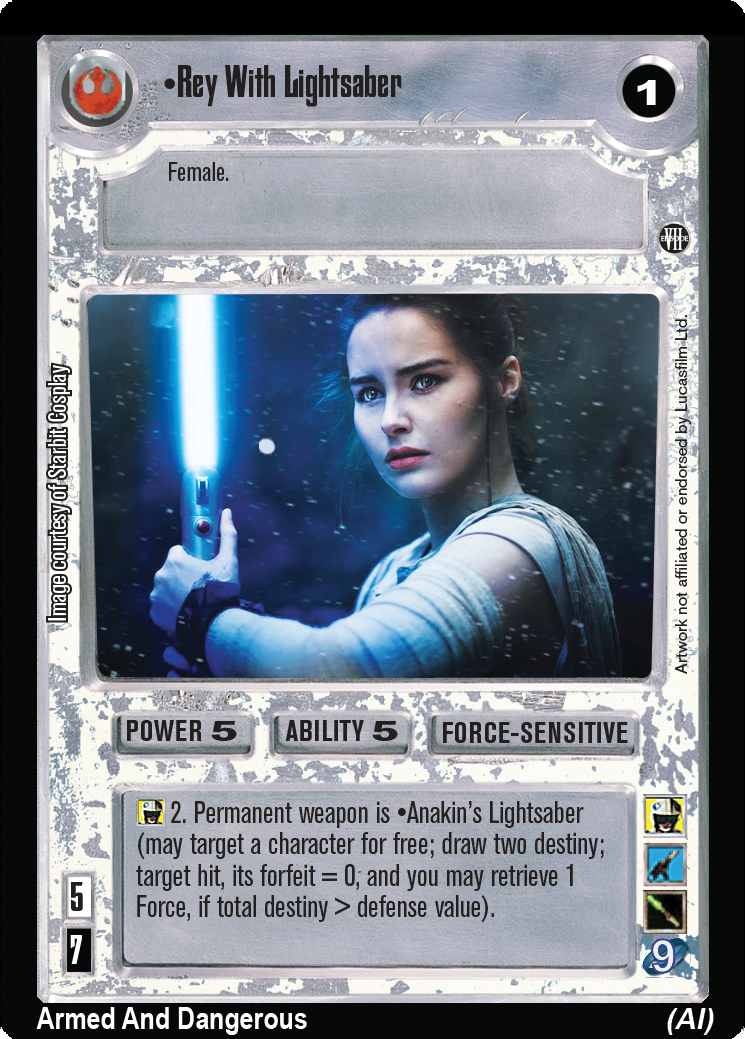 •Rey With Lightsaber
1
Female.
EPISODE
VII
Image courtesy of Starbit Cosplay
Artwork not affiliated or endorsed by Lucasfilm Ltd.
POWER 5
ABILITY 5
FORCE-SENSITIVE
2. Permanent weapon is •Anakin's Lightsaber
(may target a character for free; draw two destiny;
target hit, its forfeit = 0, and you may retrieve 1
Force, if total destiny > defense value).
5
7
9
Armed And Dangerous
(AI)